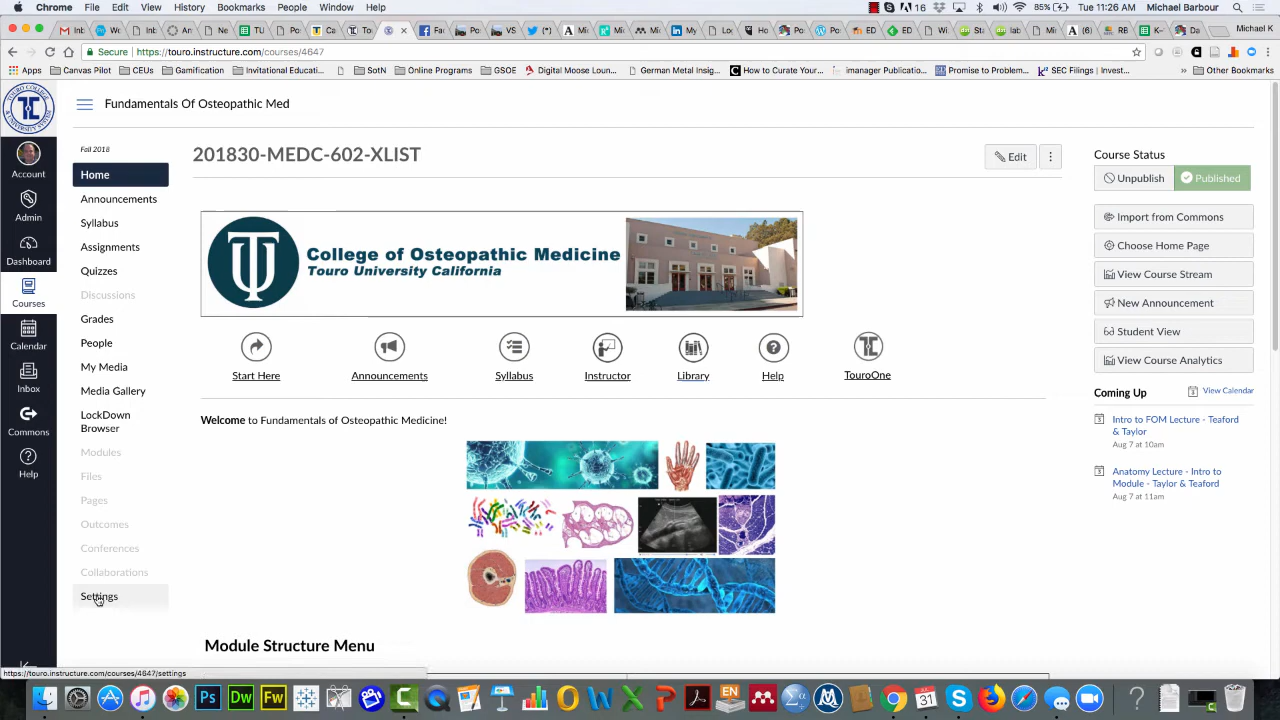 Chrome File Edit View History Bookmarks People Window Help
16 85% Tue 11:26 AM Michael Barbour
Michael K
Secure https://touro.instructure.com/courses/4647
Apps Canvas Pilot CEUs Gamification Invitational Educati... SotN Online Programs GSOE Digital Moose Loun... German Metal Insig... How to Curate Your... imanager Publicatio... Promise to Problem... SEC Filings | Invest... » Other Bookmarks
Fundamentals Of Osteopathic Med
Fall 2018
Home
Announcements
Syllabus
Assignments
Quizzes
Discussions
Grades
People
My Media
Media Gallery
LockDown
Browser
Modules
Files
Pages
Outcomes
Conferences
Collaborations
Settings
Account
Admin
Dashboard
Courses
Calendar
Inbox
Commons
Help
201830-MEDC-602-XLIST
Edit
College of Osteopathic Medicine
Touro University California
Start Here Announcements Syllabus Instructor Library Help TouroOne
Welcome to Fundamentals of Osteopathic Medicine!
Module Structure Menu
Course Status
Unpublish Published
Import from Commons
Choose Home Page
View Course Stream
New Announcement
Student View
View Course Analytics
Coming Up View Calendar
Intro to FOM Lecture - Teaford
& Taylor
Aug 7 at 10am
Anatomy Lecture - Intro to
Module - Taylor & Teaford
Aug 7 at 11am
https://touro.instructure.com/courses/4647/settings